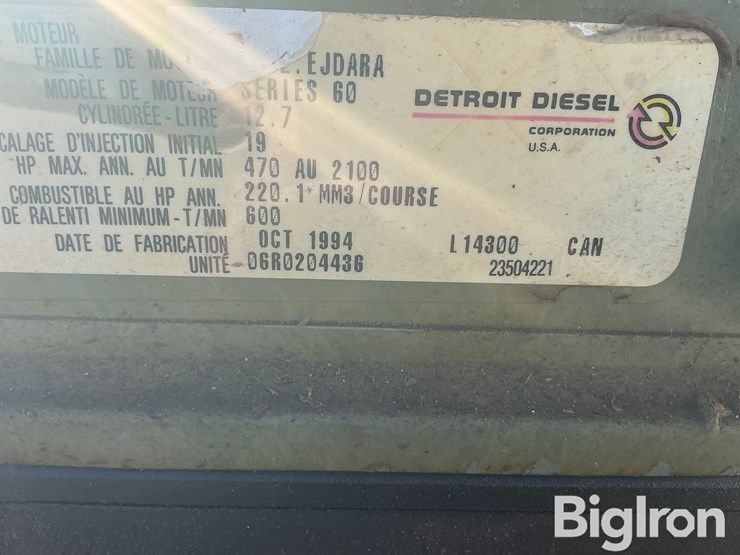 MOTEUR
FAMILLE DE .EJDARA
MODÈLE DE MOTEUR SERIES 60
CYLINDRÉE-LITRE 12.7
CALAGE D'INJECTION INITIAL 19
HP MAX. ANN. AU T/MN 470 AU 2100
COMBUSTIBLE AU HP ANN. 220.1+ MM3/COURSE
DE RALENTI MINIMUM-T/MN 600
DATE DE FABRICATION OCT 1994 L14300 CAN
UNITÉ 06R0204436 23504221
DETROIT DIESEL
CORPORATION
U.S.A.
BigIron